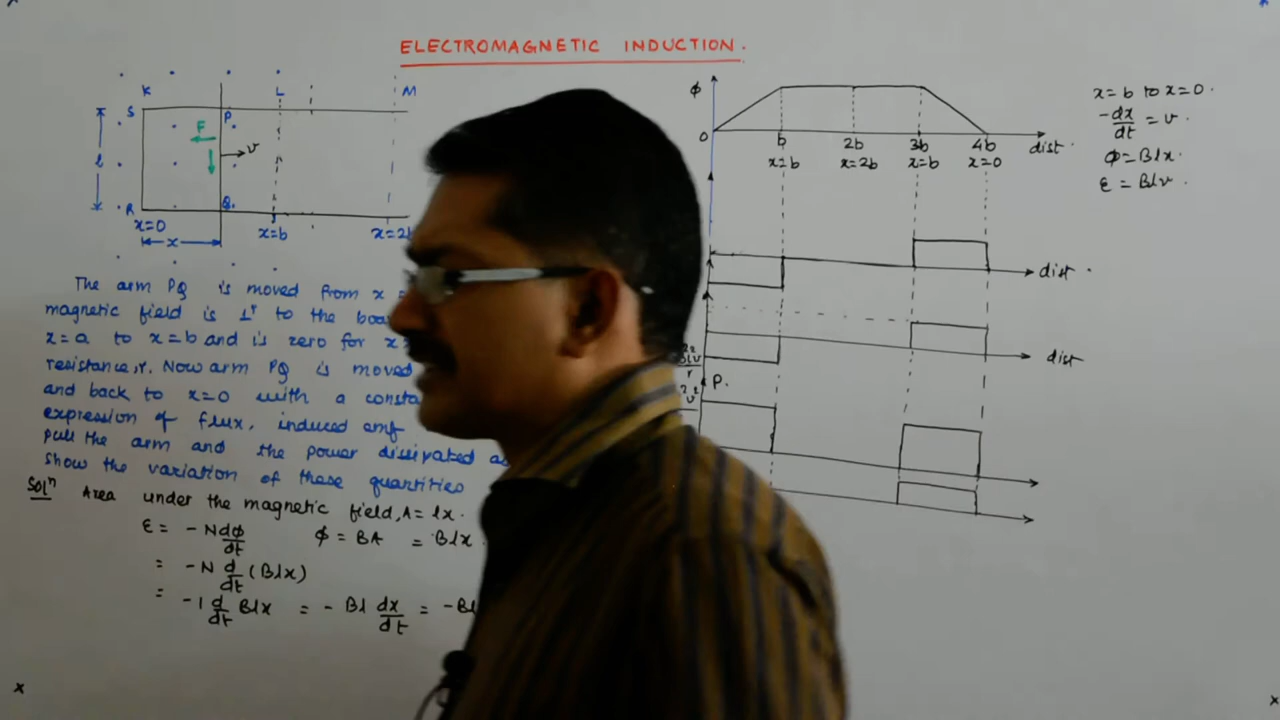 ELECTROMAGNETIC INDUCTION.
K L M
S P
F
v
l
R Q
x=0 x=b x=2b
x
The arm PQ is moved from x =
magnetic field is ⊥r to the
x=a to x=b and is zero for x
resistance, r. Now arm PQ is moved
and back to x=0 with a
expression of flux, induced emf
pull the arm and the power dissipated
Show the variation of these quantities
Solⁿ Area under the magnetic field, A = lx.
ε = -N dφ/dt φ = BA = Blx
= -N d/dt (Blx)
= -1 d/dt Blx = -Bl dx/dt = -Bl
φ
0 b 2b 3b 4b dist.
x=b x=2b x=b x=0
dist.
dist
r
P.
x=b to x=0.
-dx/dt = v
φ = Blx.
ε = Blv.